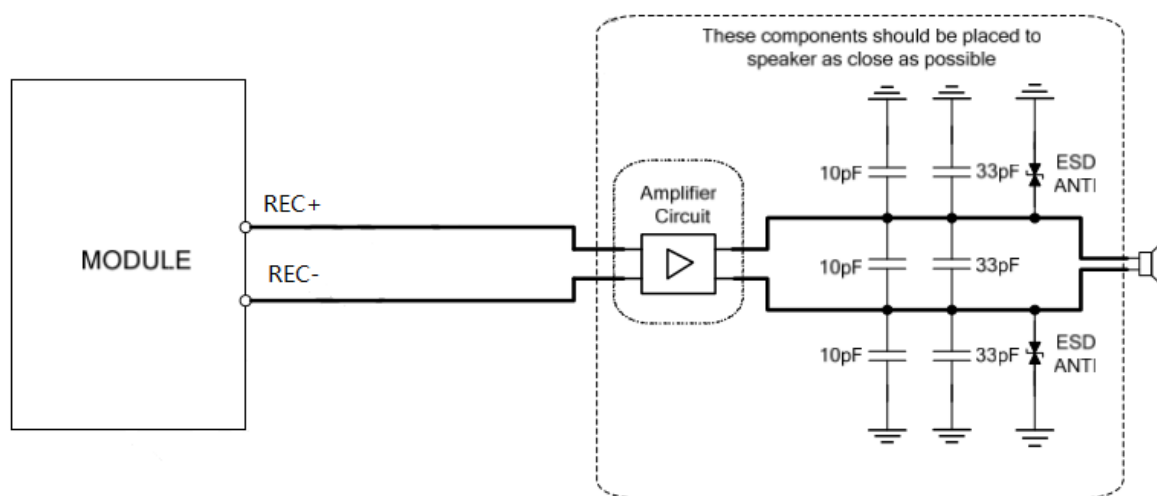 These components should be placed to
speaker as close as possible
10pF
33pF
ESD
ANTI
Amplifier
Circuit
REC+
MODULE
REC-
10pF
33pF
10pF
33pF
ESD
ANTI